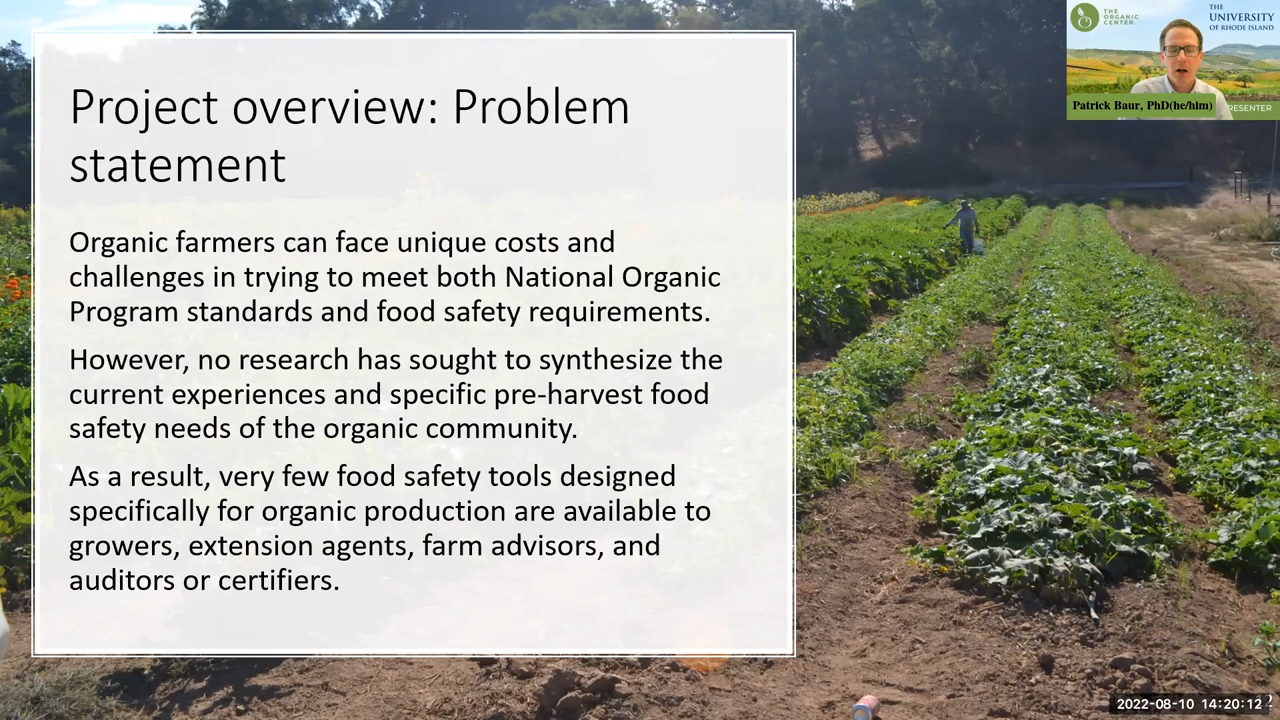 Project overview: Problem
statement
Organic farmers can face unique costs and
challenges in trying to meet both National Organic
Program standards and food safety requirements.
However, no research has sought to synthesize the
current experiences and specific pre-harvest food
safety needs of the organic community.
As a result, very few food safety tools designed
specifically for organic production are available to
growers, extension agents, farm advisors, and
auditors or certifiers.
THE
ORGANIC
CENTER
THE
UNIVERSITY
OF RHODE ISLAND
Patrick Baur, PhD(he/him)
RESENTER
2022-08-10 14:20:12